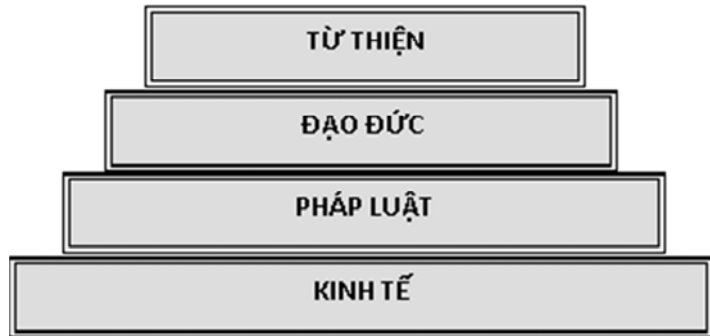 TỪ THIỆN
ĐẠO ĐỨC
PHÁP LUẬT
KINH TẾ